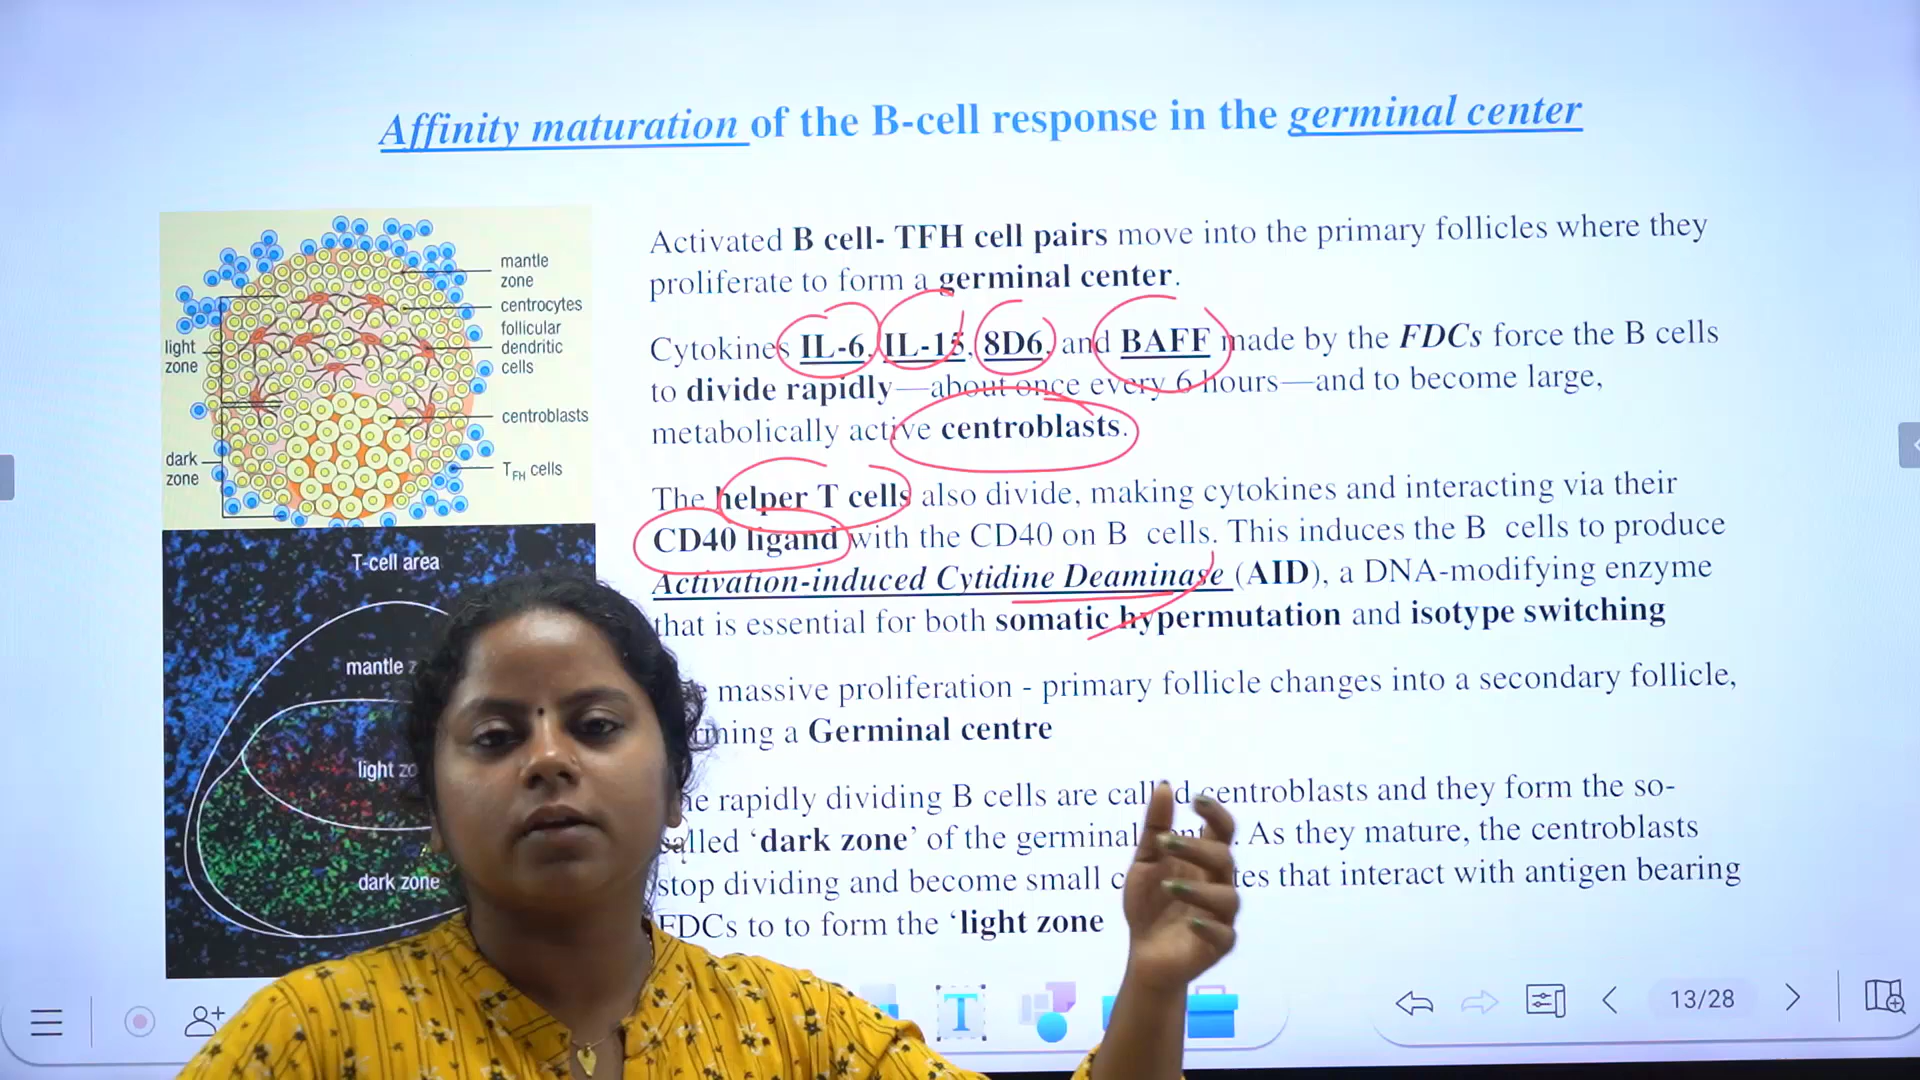 Affinity maturation of the B-cell response in the germinal center
mantle
zone
centrocytes
follicular
dendritic
cells
light
zone
centroblasts
dark
zone
TFH cells
T-cell area
mantle z
light zo
dark zone
Activated B cell- TFH cell pairs move into the primary follicles where they
proliferate to form a germinal center.
Cytokines IL-6, IL-15, 8D6, and BAFF made by the FDCs force the B cells
to divide rapidly—about once every 6 hours—and to become large,
metabolically active centroblasts.
The helper T cells also divide, making cytokines and interacting via their
CD40 ligand with the CD40 on B cells. This induces the B cells to produce
Activation-induced Cytidine Deaminase (AID), a DNA-modifying enzyme
that is essential for both somatic hypermutation and isotype switching
massive proliferation - primary follicle changes into a secondary follicle,
a Germinal centre
rapidly dividing B cells are called centroblasts and they form the so-
called ‘dark zone’ of the germinal . As they mature, the centroblasts
stop dividing and become small that interact with antigen bearing
FDCs to to form the ‘light zone
T
13/28